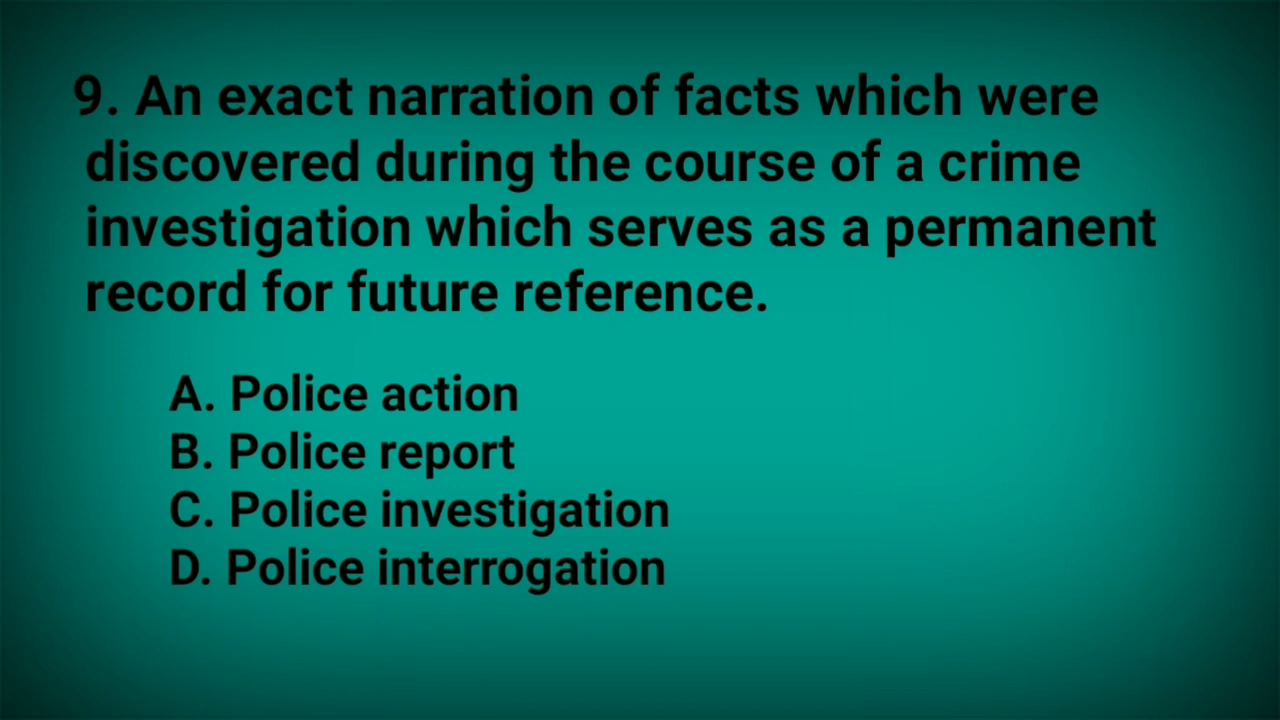 9. An exact narration of facts which were
discovered during the course of a crime
investigation which serves as a permanent
record for future reference.
A. Police action
B. Police report
C. Police investigation
D. Police interrogation